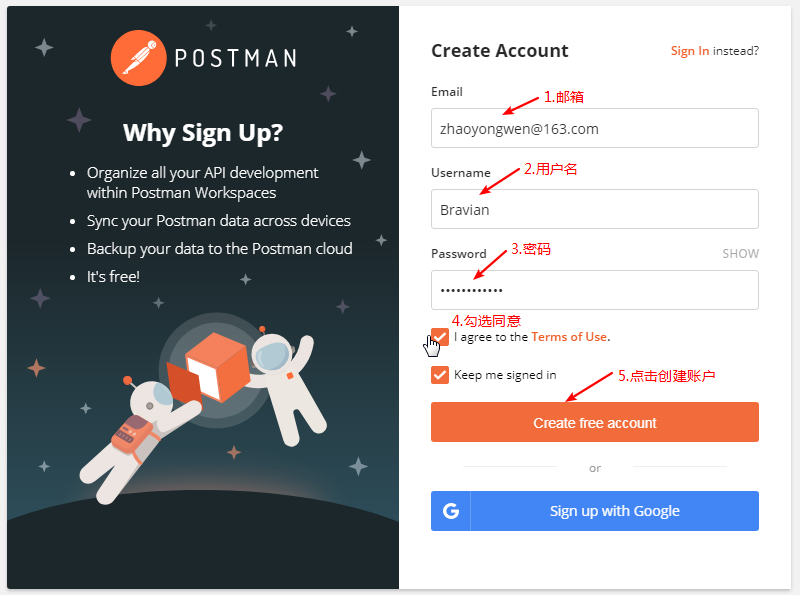 POSTMAN
Why Sign Up?
Organize all your API development
within Postman Workspaces
Sync your Postman data across devices
Backup your data to the Postman cloud
It's free!
Create Account
Sign In instead?
Email
1.邮箱
zhaoyongwen@163.com
Username
2.用户名
Bravian
Password
3.密码
SHOW
••••••••••••
4.勾选同意
I agree to the Terms of Use.
Keep me signed in
5.点击创建账户
Create free account
or
G
Sign up with Google